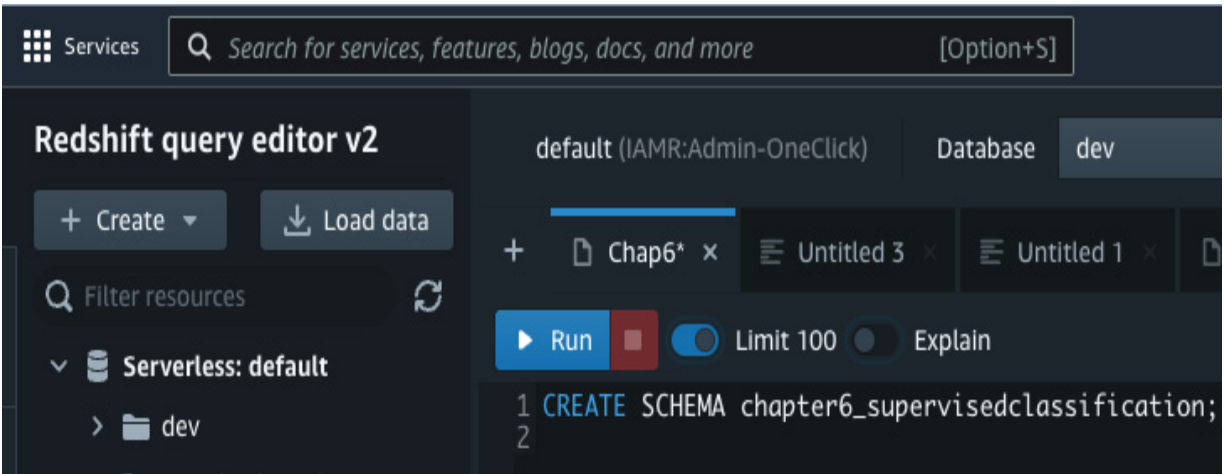 Services
Search for services, features, blogs, docs, and more [Option+S]
Redshift query editor v2
+ Create
Load data
Filter resources
Serverless: default
dev
default (IAMR:Admin-OneClick)
Database dev
+ Chap6* × Untitled 3 × Untitled 1 ×
Run Limit 100 Explain
1 CREATE SCHEMA chapter6_supervisedclassification;
2